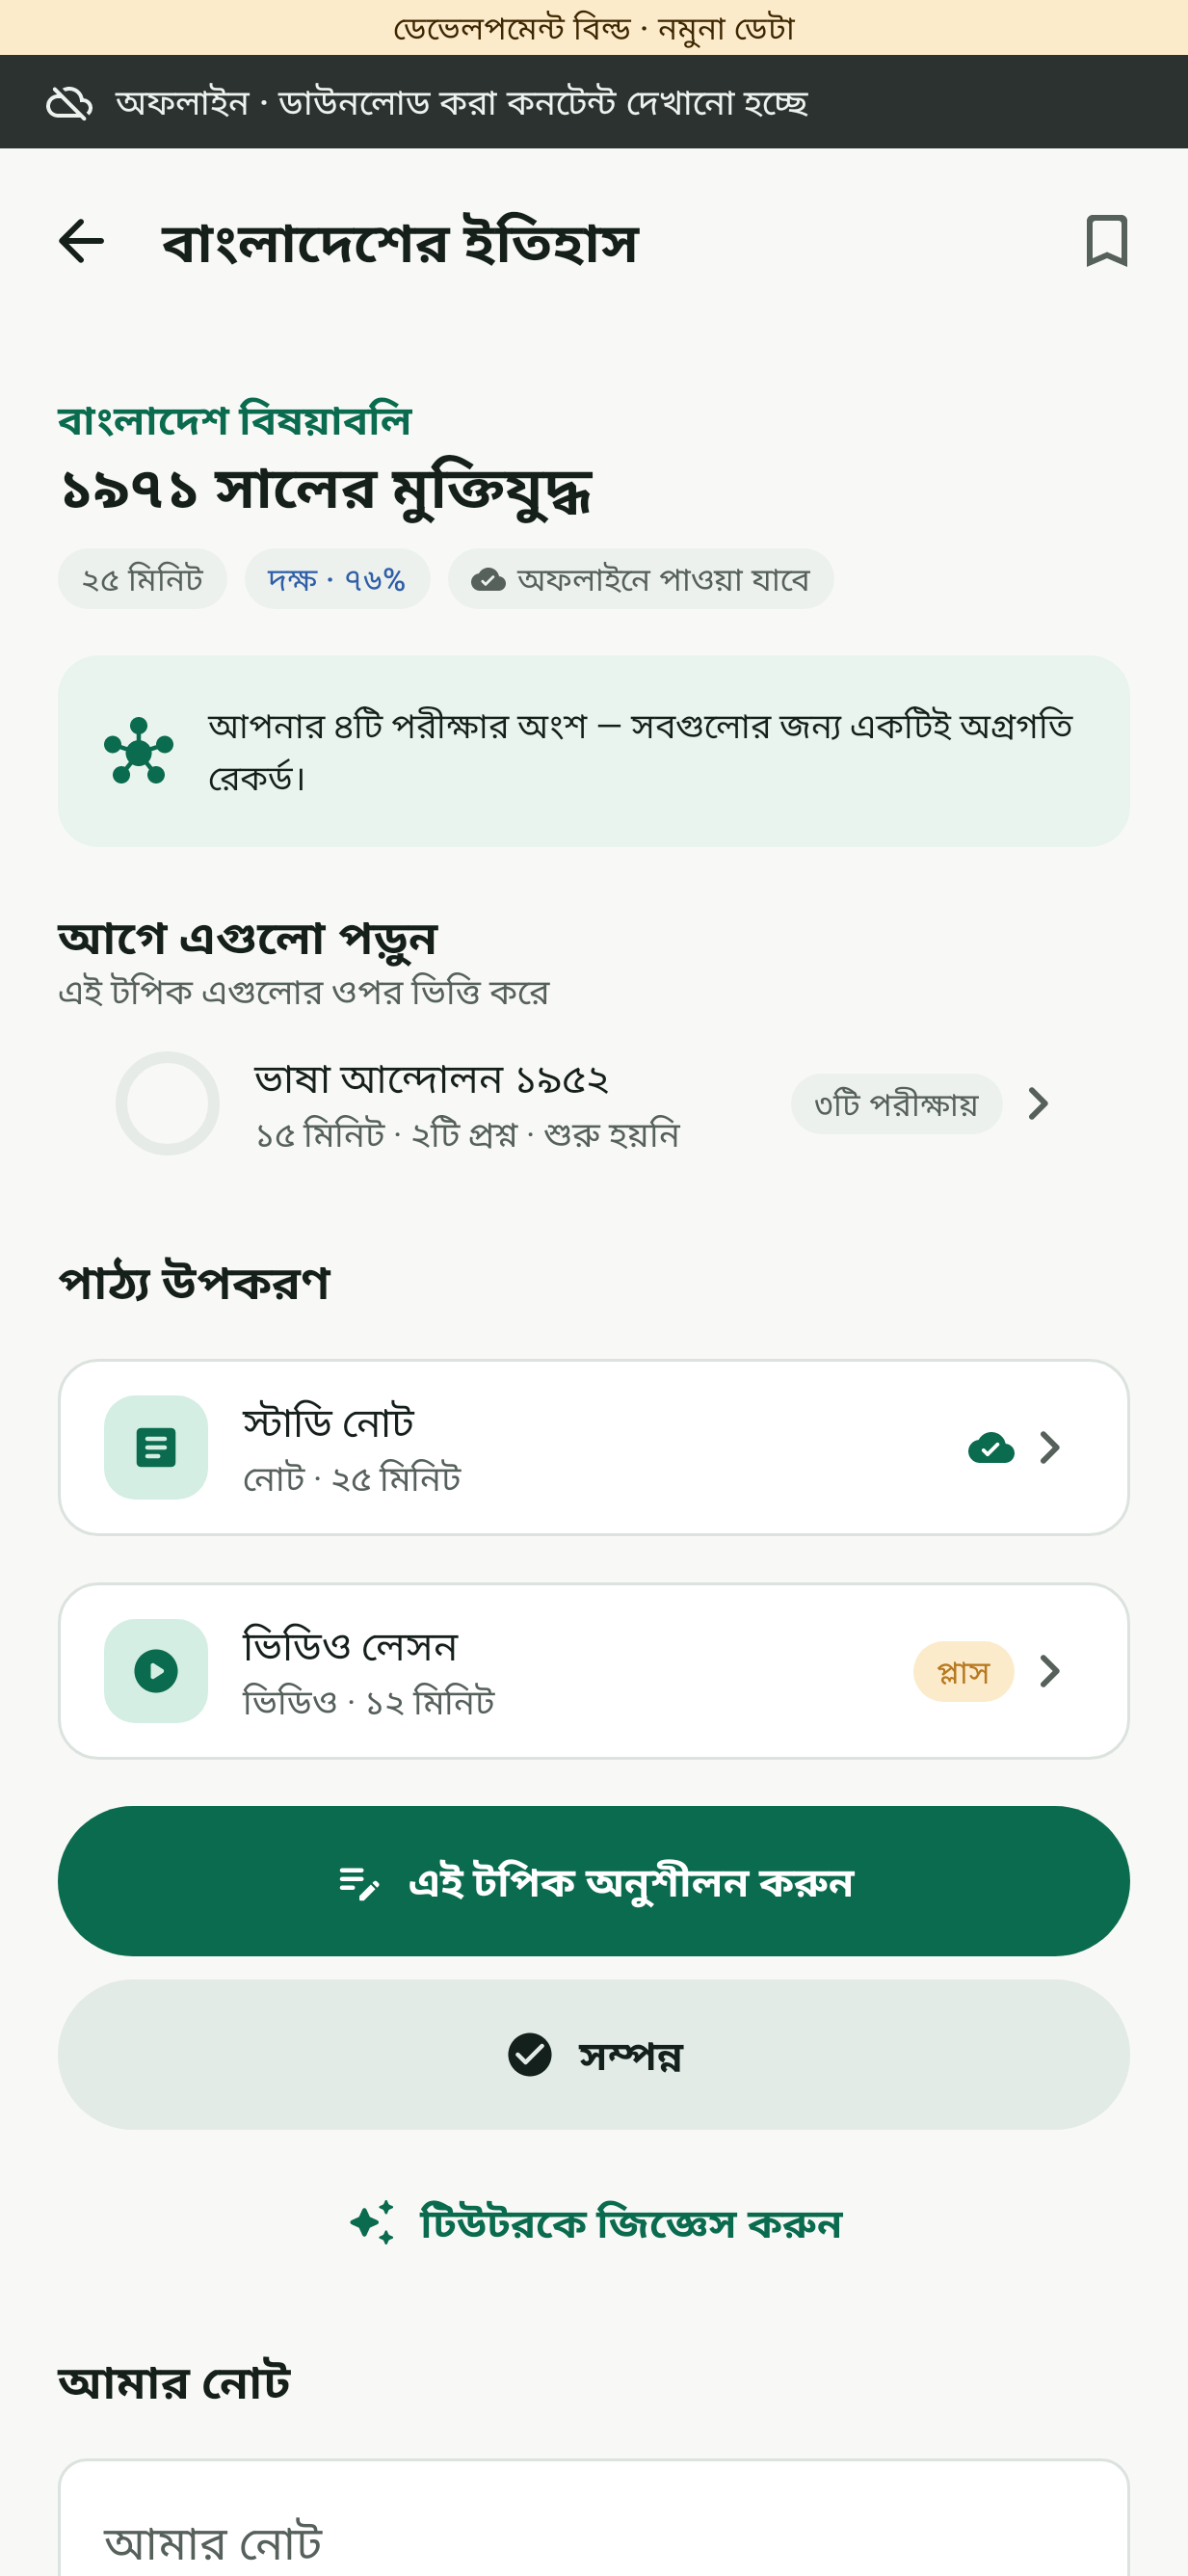 ডেভেলপমেন্ট বিল্ড · নমুনা ডেটা
অফলাইন · ডাউনলোড করা কনটেন্ট দেখানো হচ্ছে
বাংলাদেশের ইতিহাস
বাংলাদেশ বিষয়াবলি
১৯৭১ সালের মুক্তিযুদ্ধ
২৫ মিনিট
দক্ষ · ৭৬%
অফলাইনে পাওয়া যাবে
আপনার ৪টি পরীক্ষার অংশ — সবগুলোর জন্য একটিই অগ্রগতি
রেকর্ড।
আগে এগুলো পড়ুন
এই টপিক এগুলোর ওপর ভিত্তি করে
ভাষা আন্দোলন ১৯৫২
৩টি পরীক্ষায়
১৫ মিনিট · ২টি প্রশ্ন · শুরু হয়নি
পাঠ্য উপকরণ
স্টাডি নোট
নোট · ২৫ মিনিট
ভিডিও লেসন
প্লাস
ভিডিও · ১২ মিনিট
এই টপিক অনুশীলন করুন
সম্পন্ন
টিউটরকে জিজ্ঞেস করুন
আমার নোট
আমার নোট